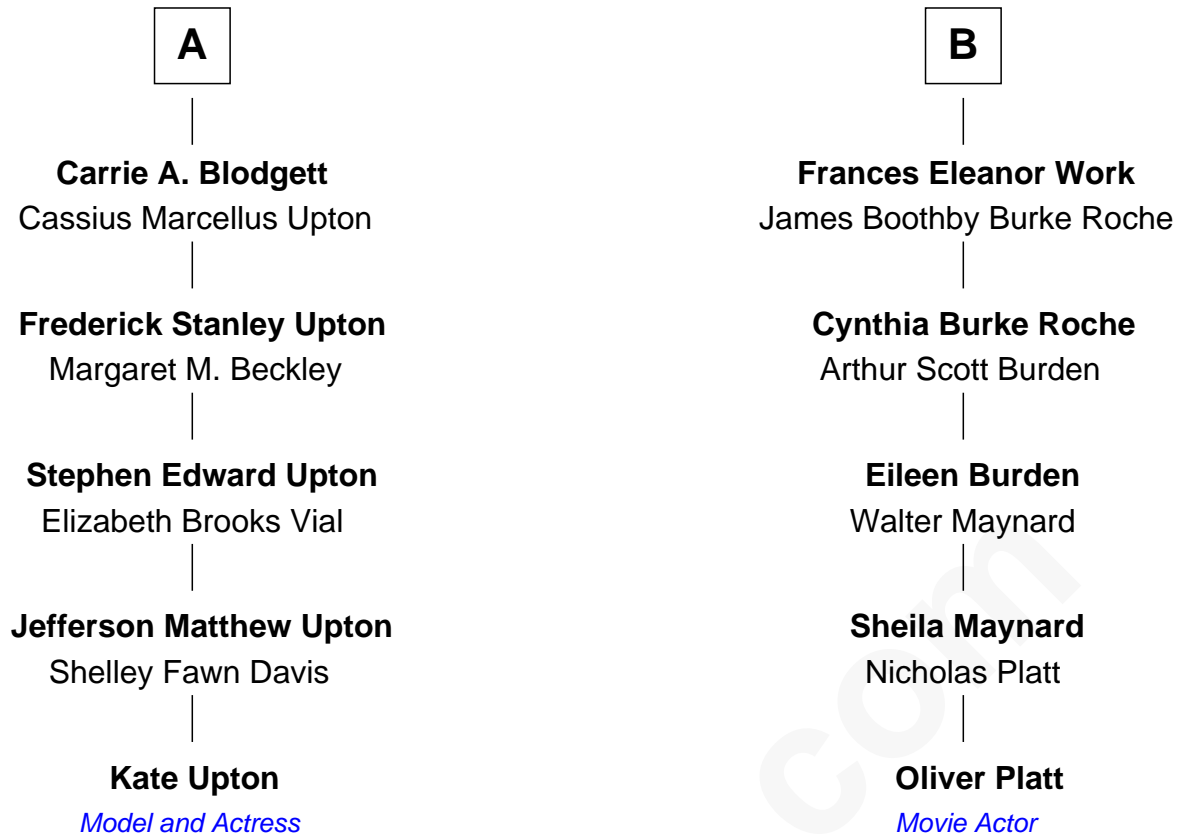 A
Carrie A. Blodgett
Cassius Marcellus Upton
Frederick Stanley Upton
Margaret M. Beckley
Stephen Edward Upton
Elizabeth Brooks Vial
Jefferson Matthew Upton
Shelley Fawn Davis
Kate Upton
Model and Actress
B
Frances Eleanor Work
James Boothby Burke Roche
Cynthia Burke Roche
Arthur Scott Burden
Eileen Burden
Walter Maynard
Sheila Maynard
Nicholas Platt
Oliver Platt
Movie Actor
com